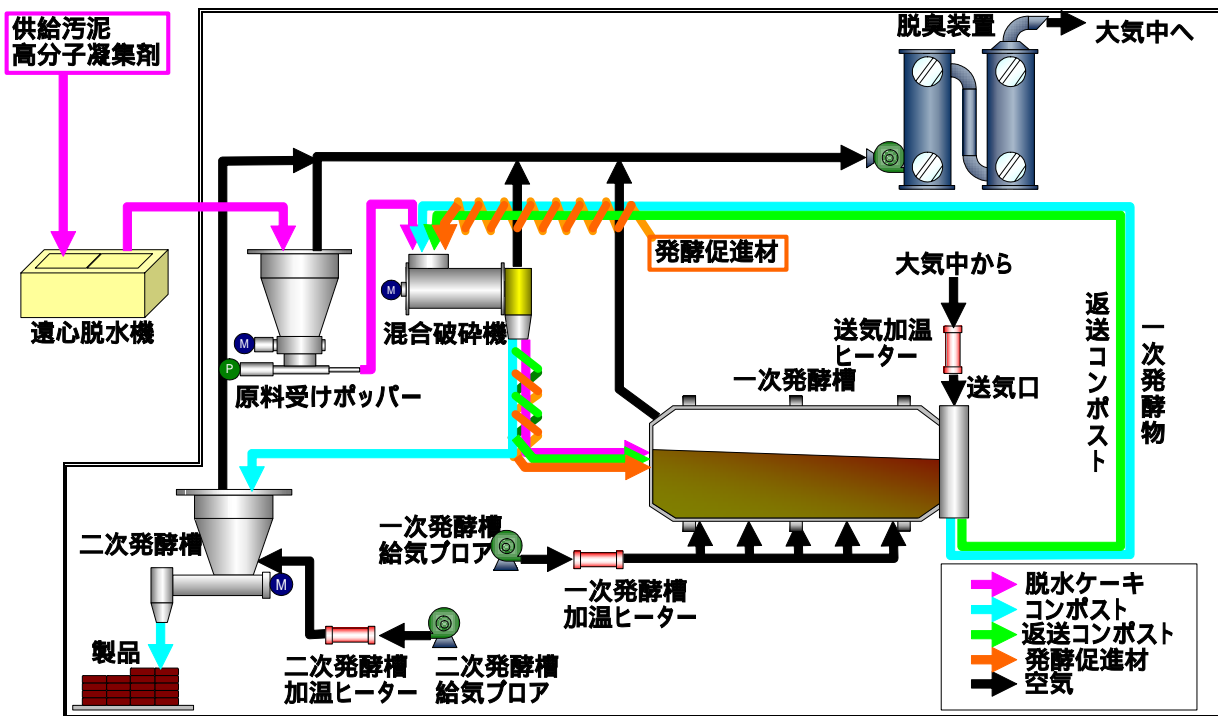 供給汚泥
高分子凝集剤
脱臭装置
大気中へ
発酵促進材
大気中から
遠心脱水機
M
混合破砕機
送気加温
ヒーター
返送コンポスト
一次発酵物
M
P
原料受けポッパー
一次発酵槽
送気口
二次発酵槽
一次発酵槽
給気ブロア
M
一次発酵槽
加温ヒーター
脱水ケーキ
コンポスト
返送コンポスト
発酵促進材
空気
製品
二次発酵槽
加温ヒーター
二次発酵槽
給気ブロア